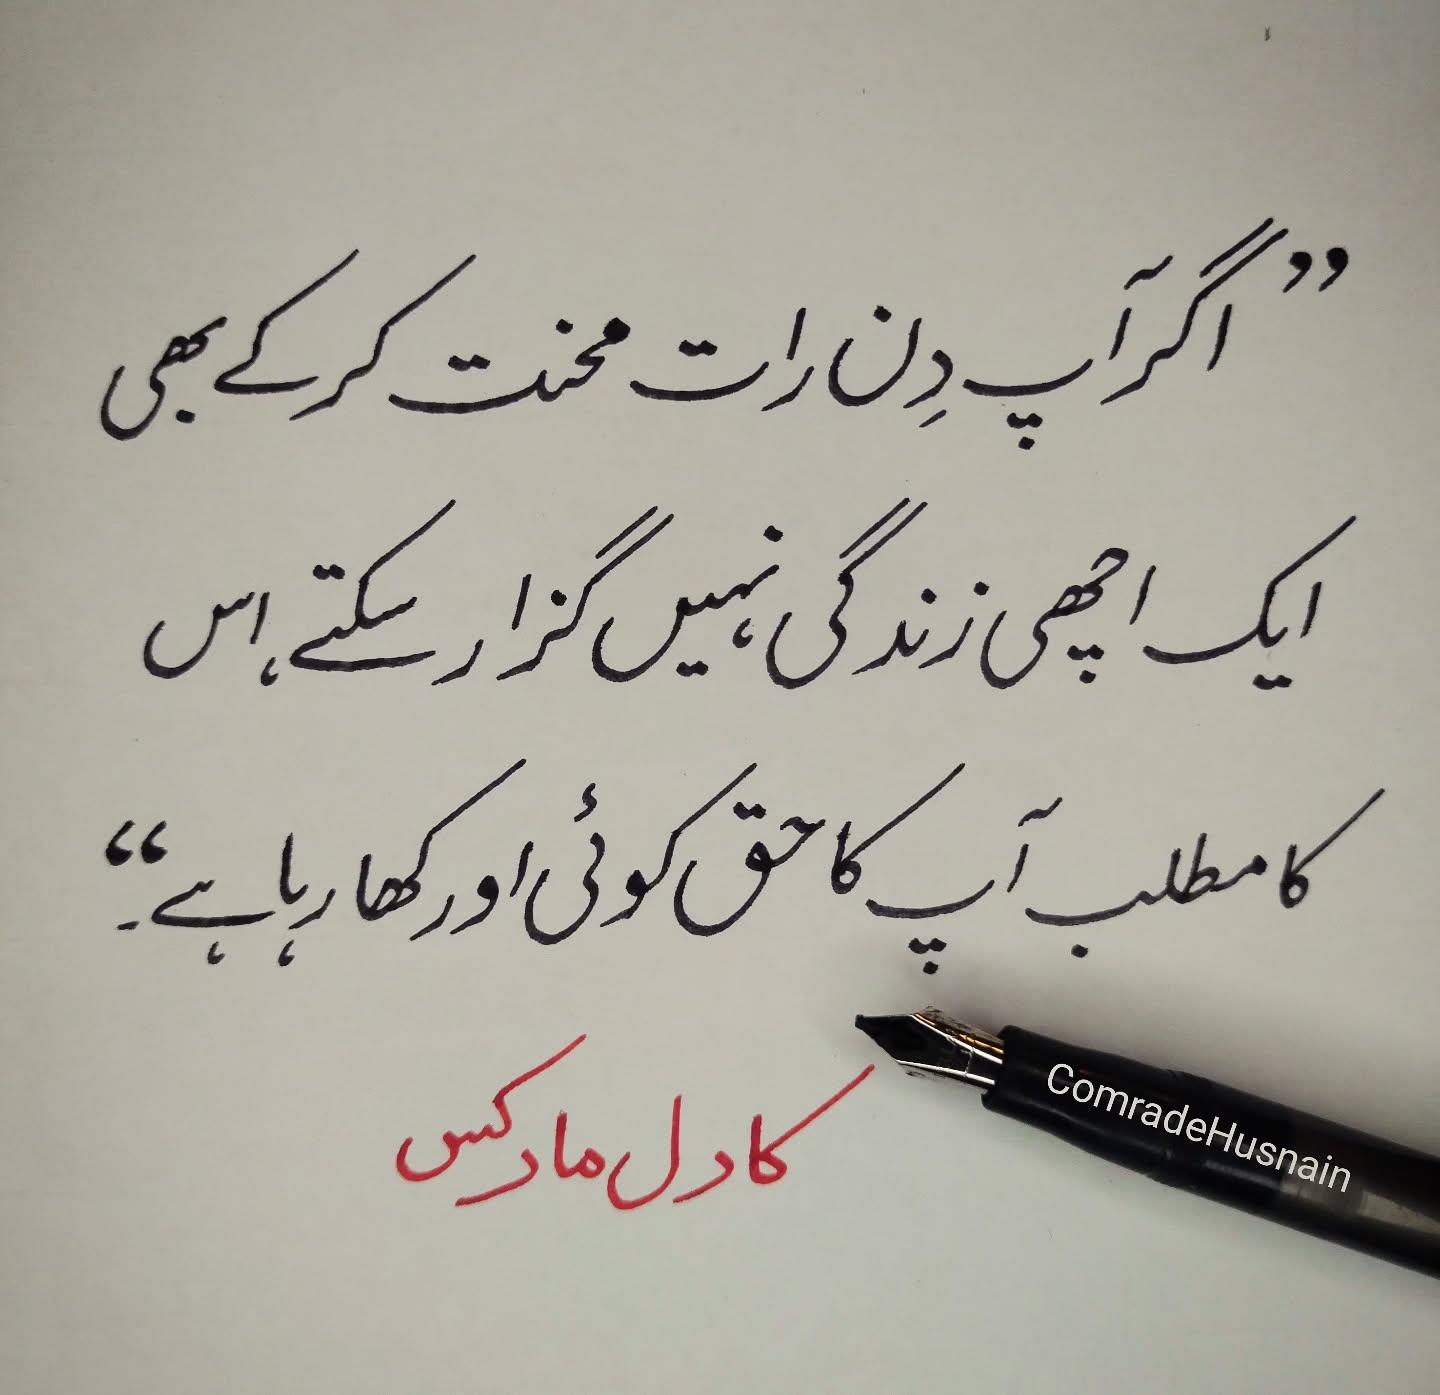 ”اگر آپ دِن رات محنت کر کے بھی
ایک اچھی زندگی نہیں گزار سکتے، اس
کا مطلب آپ کا حق کوئی اور کھا رہا ہے۔“
کارل مارکس
ComradeHusnain